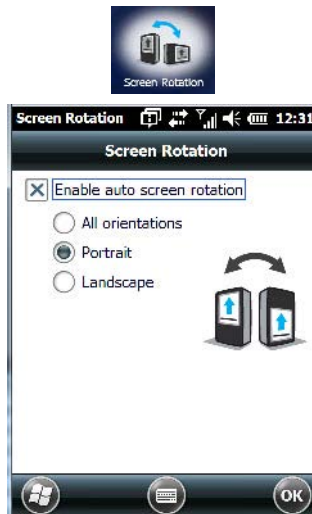 Screen Rotation
Screen Rotation 12:31
Screen Rotation
Enable auto screen rotation
All orientations
Portrait
Landscape
OK